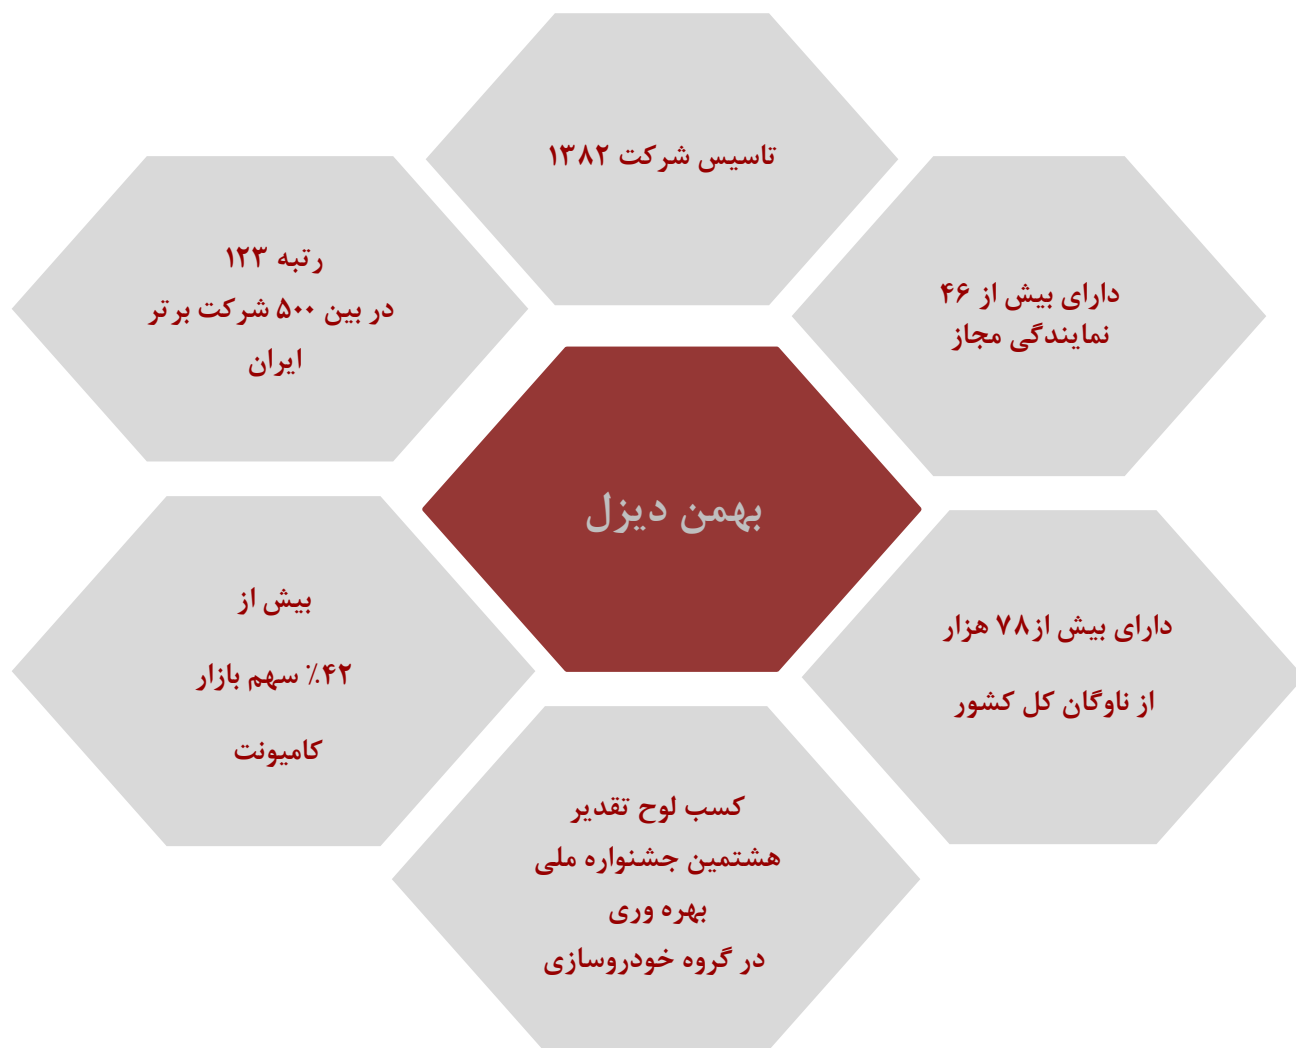 تاسیس شرکت ۱۳۸۲
دارای بیش از ۴۶
نمایندگی مجاز
رتبه ۱۲۳
در بین ۵۰۰ شرکت برتر
ایران
بهمن دیزل
دارای بیش از۷۸ هزار
از ناوگان کل کشور
بیش از
۴۲٪ سهم بازار
کامیونت
کسب لوح تقدیر
هشتمین جشنواره ملی
بهره وری
در گروه خودروسازی